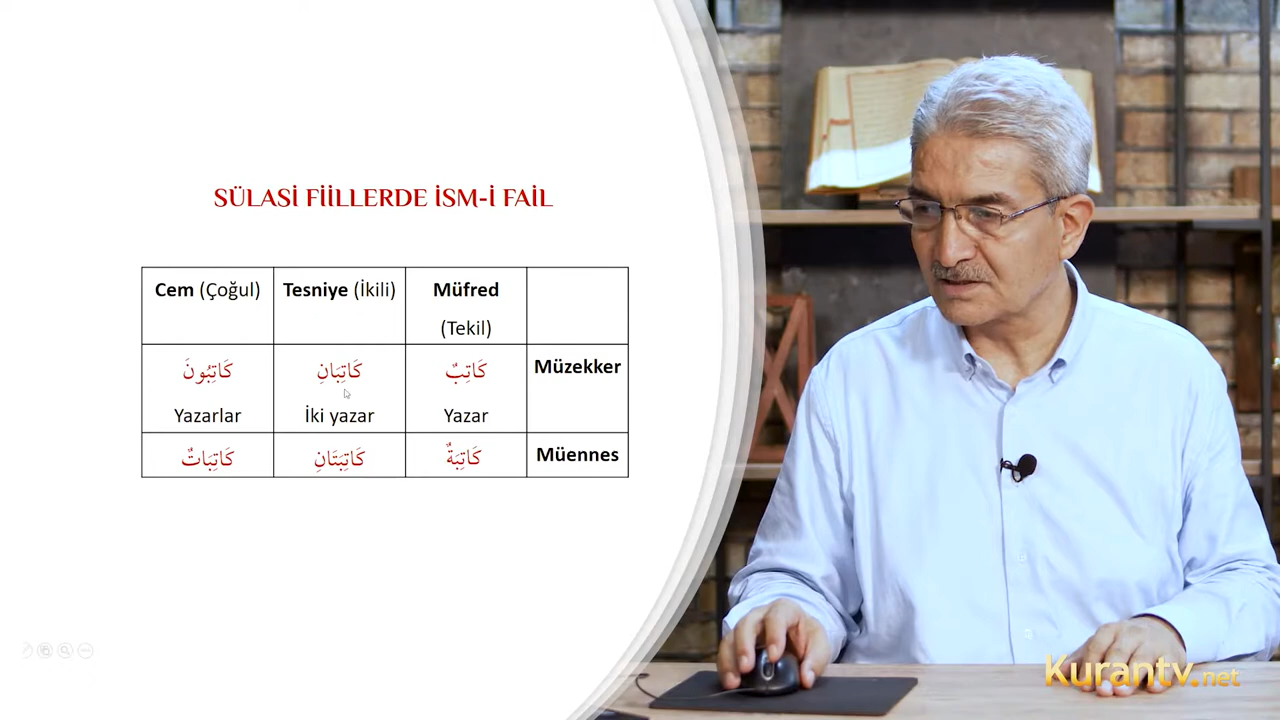 SÜLASİ FİİLLERDE İSM-İ FAİL
Cem (Çoğul) Tesniye (İkili) Müfred
(Tekil)
كَاتِبُونَ كَاتِبَانِ كَاتِبٌ Müzekker
Yazarlar İki yazar Yazar
كَاتِبَاتٌ كَاتِبَتَانِ كَاتِبَةٌ Müennes
Kurantv.net